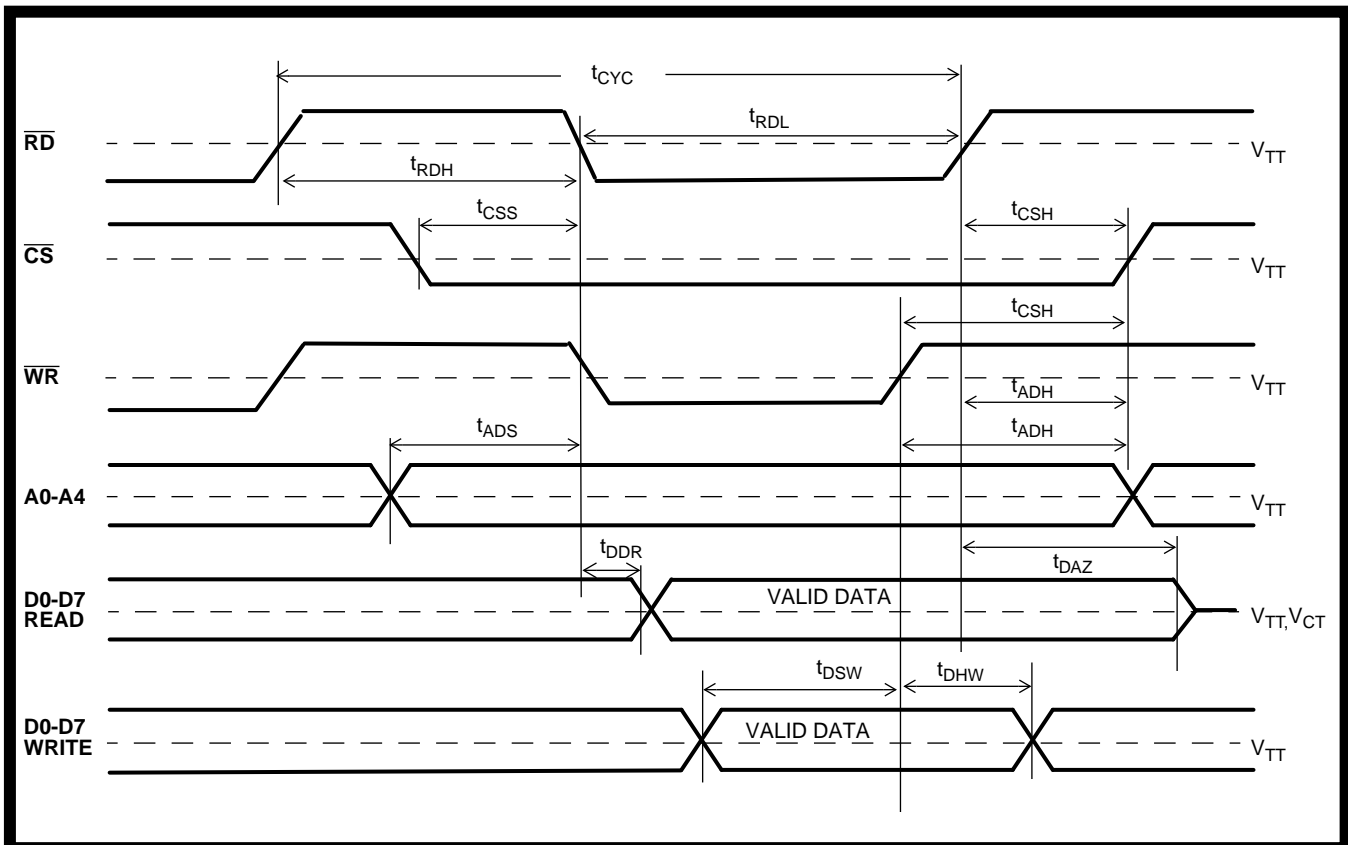 tCYC
RD
tRDL
VTT
tRDH
tCSS
tCSH
CS
VTT
tCSH
WR
VTT
tADH
tADS
tADH
A0-A4
VTT
tDDR
tDAZ
D0-D7
READ
VALID DATA
VTT,VCT
tDSW
tDHW
D0-D7
WRITE
VALID DATA
VTT